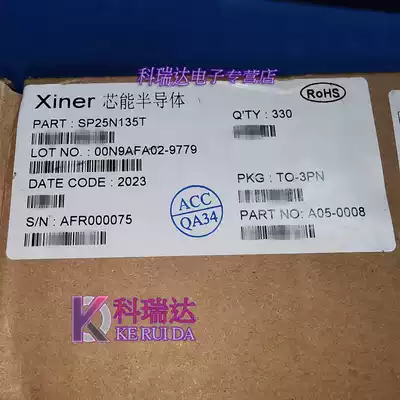 科瑞达电子专营店
Xiner 芯能半导体
RoHS
PART : SP25N135T
Q'TY : 330
LOT NO. : 00N9AFA02-9779
DATE CODE : 2023
PKG : TO-3PN
S/N : AFR000075
ACC
QA34
PART NO: A05-0008
科瑞达
KERUIDA